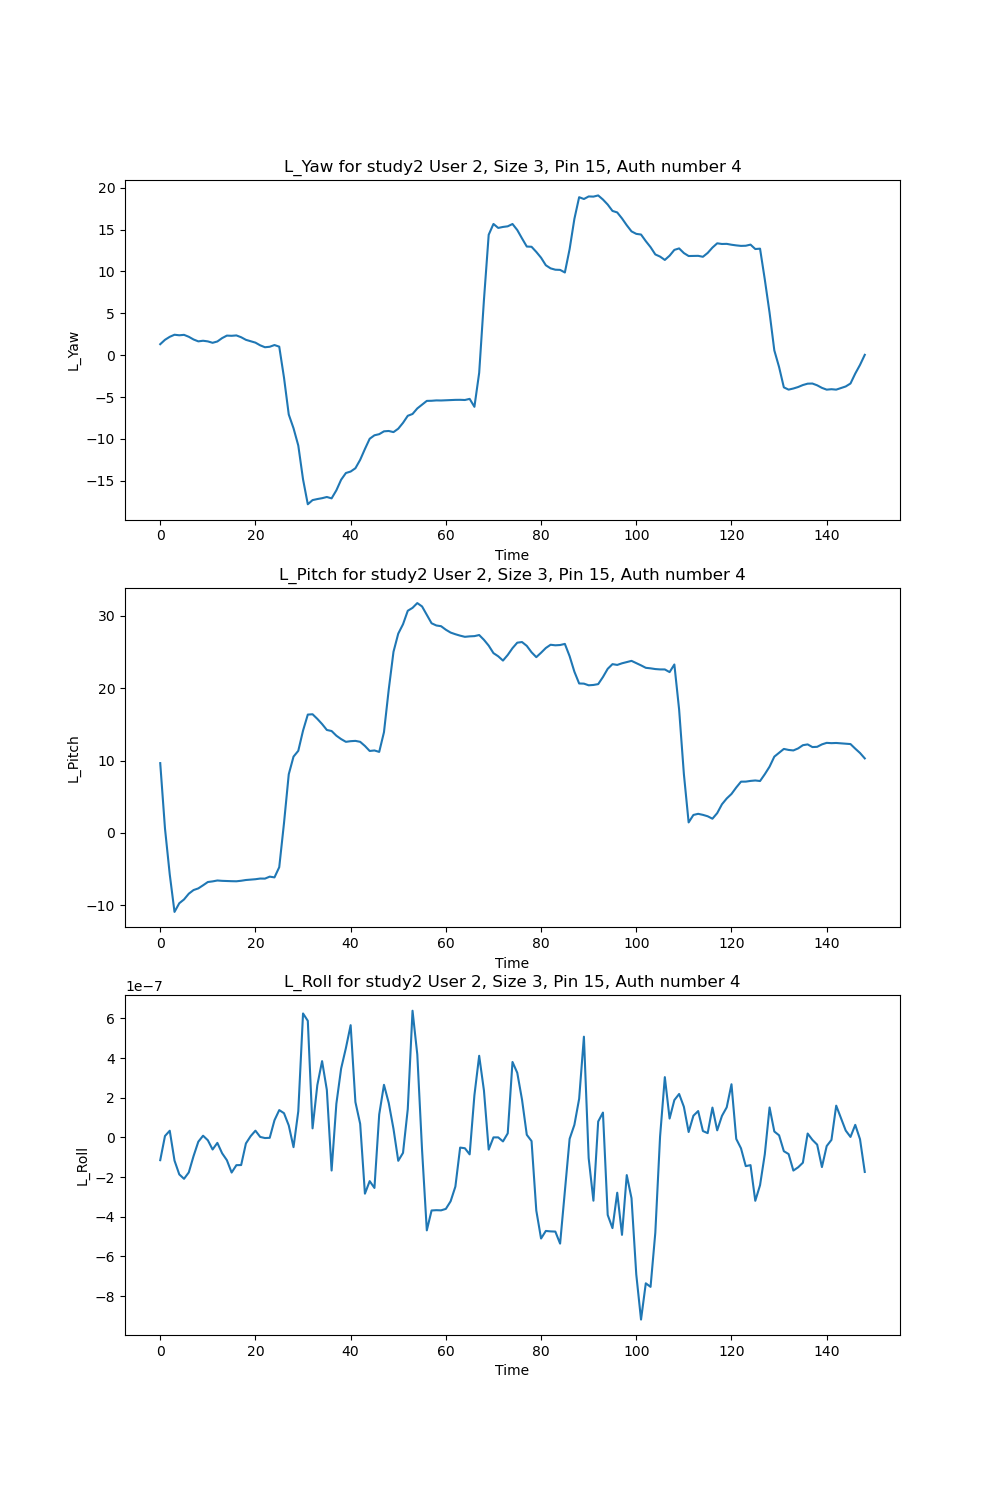 L_Yaw for study2 User 2, Size 3, Pin 15, Auth number 4
20
15
10
5
0
−5
−10
−15
L_Yaw
0 20 40 60 80 100 120 140
Time
L_Pitch for study2 User 2, Size 3, Pin 15, Auth number 4
30
20
10
0
−10
L_Pitch
0 20 40 60 80 100 120 140
Time
L_Roll for study2 User 2, Size 3, Pin 15, Auth number 4
1e−7
6
4
2
0
−2
−4
−6
−8
L_Roll
0 20 40 60 80 100 120 140
Time